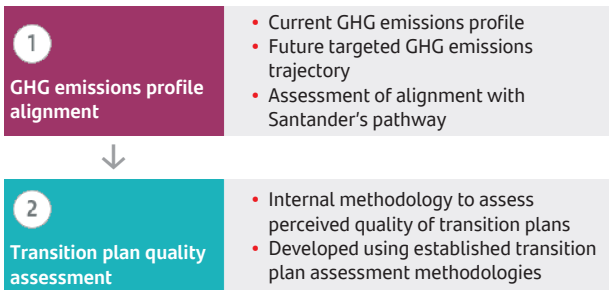 1
GHG emissions profile
alignment
• Current GHG emissions profile
• Future targeted GHG emissions
trajectory
• Assessment of alignment with
Santander's pathway
2
Transition plan quality
assessment
• Internal methodology to assess
perceived quality of transition plans
• Developed using established transition
plan assessment methodologies